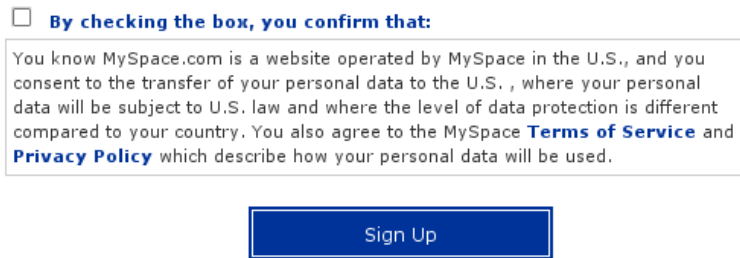 By checking the box, you confirm that:
You know MySpace.com is a website operated by MySpace in the U.S., and you
consent to the transfer of your personal data to the U.S. , where your personal
data will be subject to U.S. law and where the level of data protection is different
compared to your country. You also agree to the MySpace Terms of Service and
Privacy Policy which describe how your personal data will be used.
Sign Up